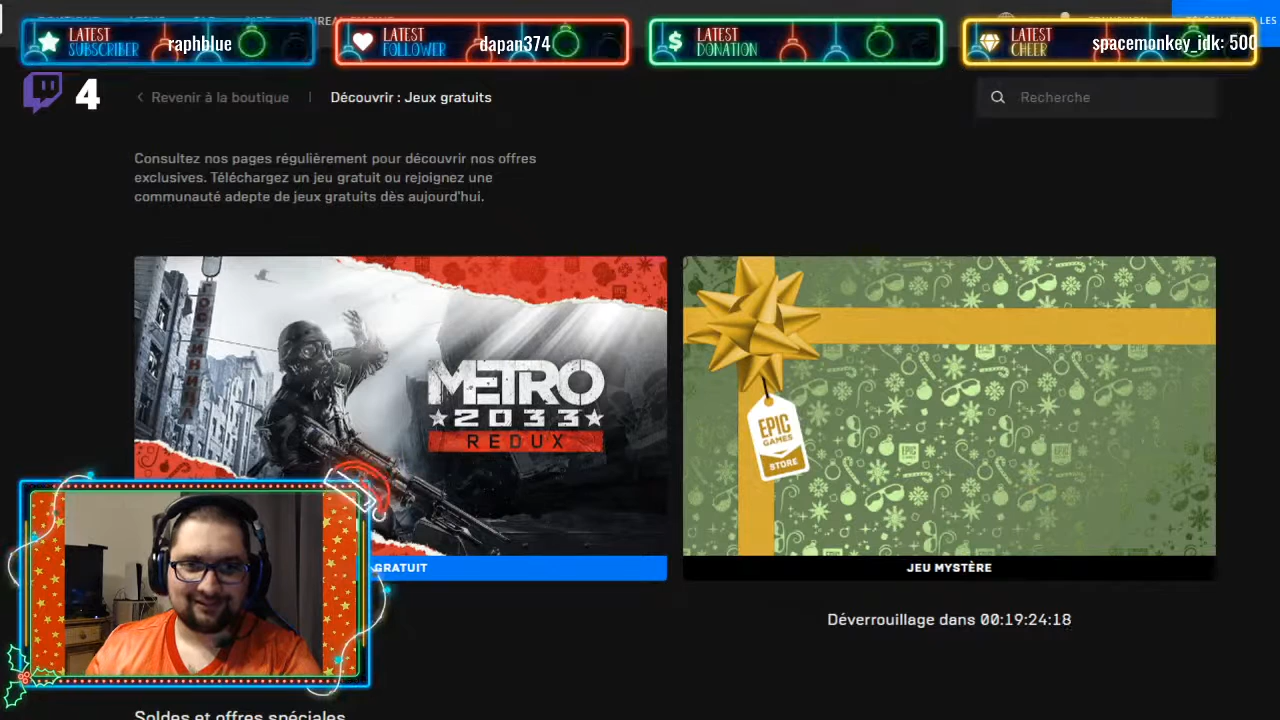 LATEST
SUBSCRIBER
raphblue
LATEST
FOLLOWER
dapan374
LATEST
DONATION
LATEST
CHEER
spacemonkey_idk: 500
4
Revenir à la boutique
Découvrir : Jeux gratuits
Recherche
Consultez nos pages régulièrement pour découvrir nos offres
exclusives. Téléchargez un jeu gratuit ou rejoignez une
communauté adepte de jeux gratuits dès aujourd'hui.
ГОСТИНИЦА
METRO
2033
REDUX
EPIC
GAMES
STORE
GRATUIT
JEU MYSTÈRE
Déverrouillage dans 00:19:24:18
Soldes et offres spéciales